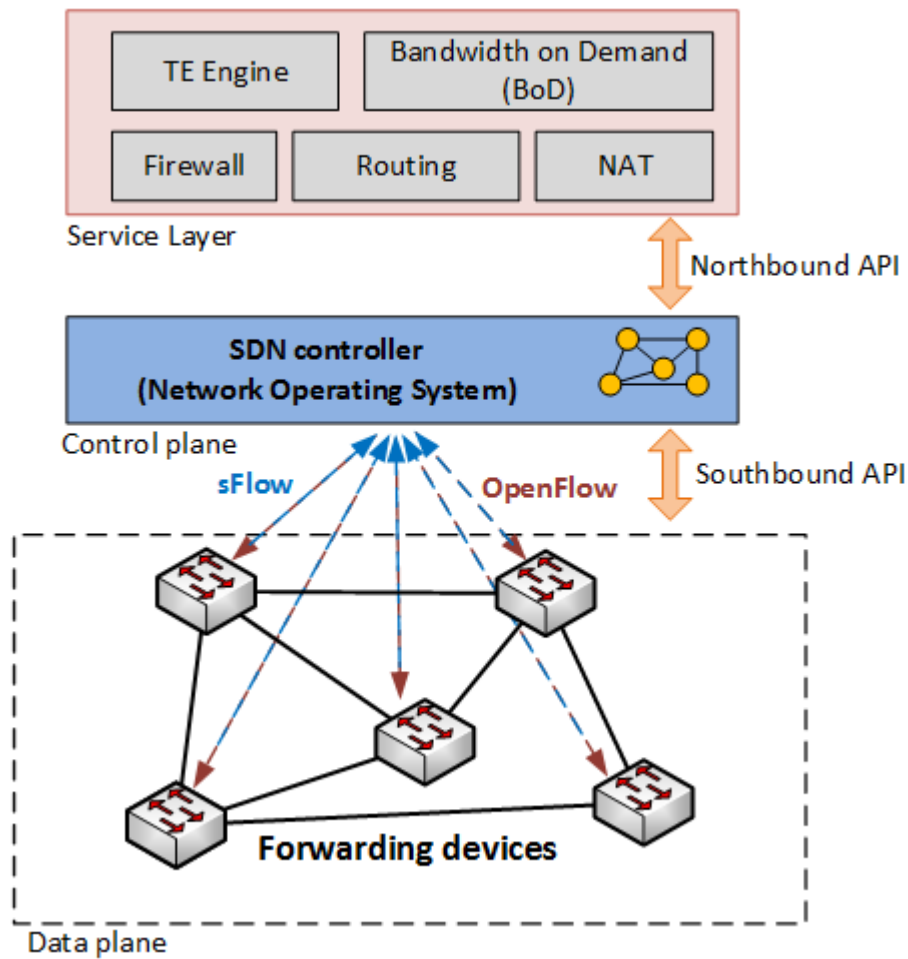 TE Engine
Bandwidth on Demand
(BoD)
Firewall
Routing
NAT
Service Layer
Northbound API
SDN controller
(Network Operating System)
Control plane
Southbound API
sFlow
OpenFlow
Forwarding devices
Data plane